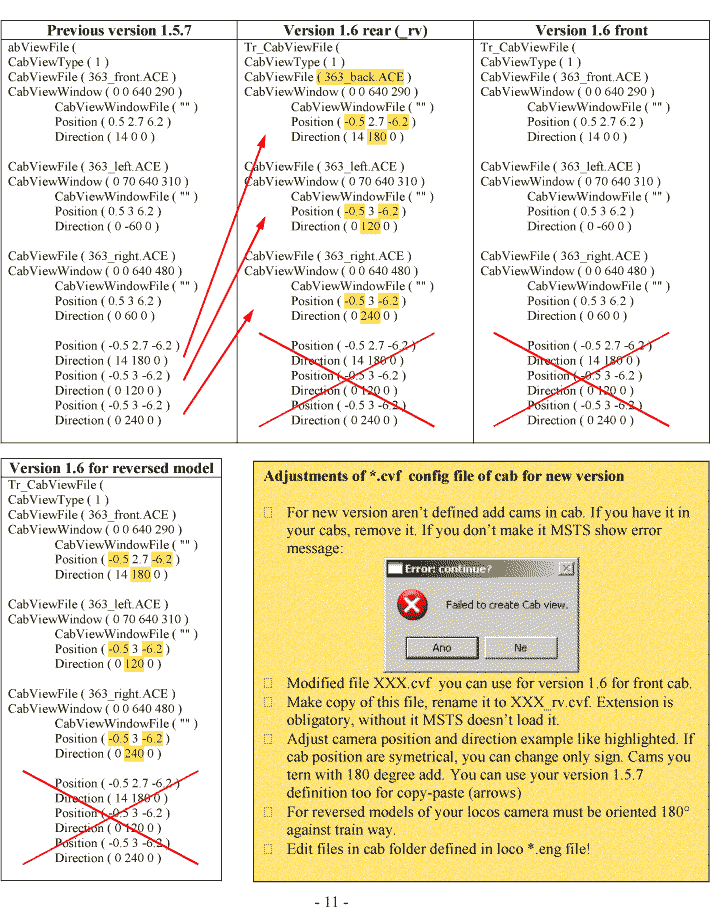 Previous version 1.5.7
abViewFile (
CabViewType ( 1 )
CabViewFile ( 363_front.ACE )
CabViewWindow ( 0 0 640 290 )
CabViewWindowFile ( "" )
Position ( 0.5 2.7 6.2 )
Direction ( 14 0 0 )
CabViewFile ( 363_left.ACE )
CabViewWindow ( 0 70 640 310 )
CabViewWindowFile ( "" )
Position ( 0.5 3 6.2 )
Direction ( 0 -60 0 )
CabViewFile ( 363_right.ACE )
CabViewWindow ( 0 0 640 480 )
CabViewWindowFile ( "" )
Position ( 0.5 3 6.2 )
Direction ( 0 60 0 )
Position ( -0.5 2.7 -6.2 )
Direction ( 14 180 0 )
Position ( -0.5 3 -6.2 )
Direction ( 0 120 0 )
Position ( -0.5 3 -6.2 )
Direction ( 0 240 0 )
Version 1.6 rear (_rv)
Tr_CabViewFile (
CabViewType ( 1 )
CabViewFile ( 363_back.ACE )
CabViewWindow ( 0 0 640 290 )
CabViewWindowFile ( "" )
Position ( -0.5 2.7 -6.2 )
Direction ( 14 180 0 )
CabViewFile ( 363_left.ACE )
CabViewWindow ( 0 70 640 310 )
CabViewWindowFile ( "" )
Position ( -0.5 3 -6.2 )
Direction ( 0 120 0 )
CabViewFile ( 363_right.ACE )
CabViewWindow ( 0 0 640 480 )
CabViewWindowFile ( "" )
Position ( -0.5 3 -6.2 )
Direction ( 0 240 0 )
Position ( -0.5 2.7 -6.2 )
Direction ( 14 180 0 )
Position ( -0.5 3 -6.2 )
Direction ( 0 120 0 )
Position ( -0.5 3 -6.2 )
Direction ( 0 240 0 )
Version 1.6 front
Tr_CabViewFile (
CabViewType ( 1 )
CabViewFile ( 363_front.ACE )
CabViewWindow ( 0 0 640 290 )
CabViewWindowFile ( "" )
Position ( 0.5 2.7 6.2 )
Direction ( 14 0 0 )
CabViewFile ( 363_left.ACE )
CabViewWindow ( 0 70 640 310 )
CabViewWindowFile ( "" )
Position ( 0.5 3 6.2 )
Direction ( 0 -60 0 )
CabViewFile ( 363_right.ACE )
CabViewWindow ( 0 0 640 480 )
CabViewWindowFile ( "" )
Position ( 0.5 3 6.2 )
Direction ( 0 60 0 )
Position ( -0.5 2.7 -6.2 )
Direction ( 14 180 0 )
Position ( -0.5 3 -6.2 )
Direction ( 0 120 0 )
Position ( -0.5 3 -6.2 )
Direction ( 0 240 0 )
Version 1.6 for reversed model
Tr_CabViewFile (
CabViewType ( 1 )
CabViewFile ( 363_front.ACE )
CabViewWindow ( 0 0 640 290 )
CabViewWindowFile ( "" )
Position ( -0.5 2.7 -6.2 )
Direction ( 14 180 0 )
CabViewFile ( 363_left.ACE )
CabViewWindow ( 0 70 640 310 )
CabViewWindowFile ( "" )
Position ( -0.5 3 -6.2 )
Direction ( 0 120 0 )
CabViewFile ( 363_right.ACE )
CabViewWindow ( 0 0 640 480 )
CabViewWindowFile ( "" )
Position ( -0.5 3 -6.2 )
Direction ( 0 240 0 )
Position ( -0.5 2.7 -6.2 )
Direction ( 14 180 0 )
Position ( -0.5 3 -6.2 )
Direction ( 0 120 0 )
Position ( -0.5 3 -6.2 )
Direction ( 0 240 0 )
Adjustments of *.cvf config file of cab for new version
For new version aren't defined add cams in cab. If you have it in
your cabs, remove it. If you don't make it MSTS show error
message:
Error: continue?
Failed to create Cab view.
Ano
Ne
Modified file XXX.cvf you can use for version 1.6 for front cab.
Make copy of this file, rename it to XXX_rv.cvf. Extension is
obligatory, without it MSTS doesn't load it.
Adjust camera position and direction example like highlighted. If
cab position are symetrical, you can change only sign. Cams you
tern with 180 degree add. You can use your version 1.5.7
definition too for copy-paste (arrows)
For reversed models of your locos camera must be oriented 180°
against train way.
Edit files in cab folder defined in loco *.eng file!
- 11 -